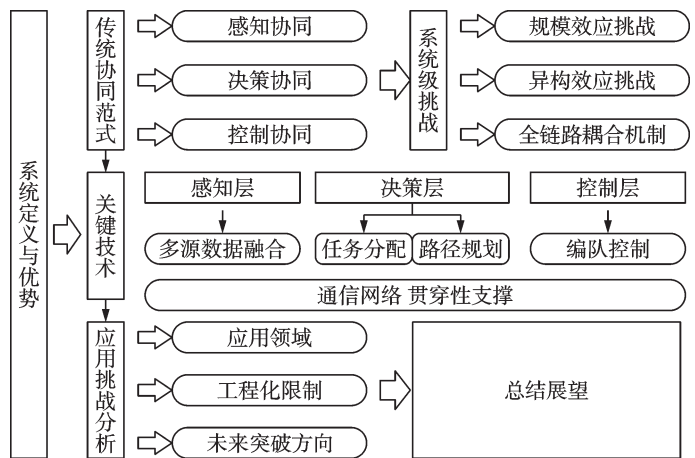 系统定义与优势
传统协同范式
感知协同
决策协同
控制协同
系统级挑战
规模效应挑战
异构效应挑战
全链路耦合机制
关键技术
感知层
决策层
控制层
多源数据融合
任务分配
路径规划
编队控制
通信网络 贯穿性支撑
应用挑战分析
应用领域
工程化限制
未来突破方向
总结展望